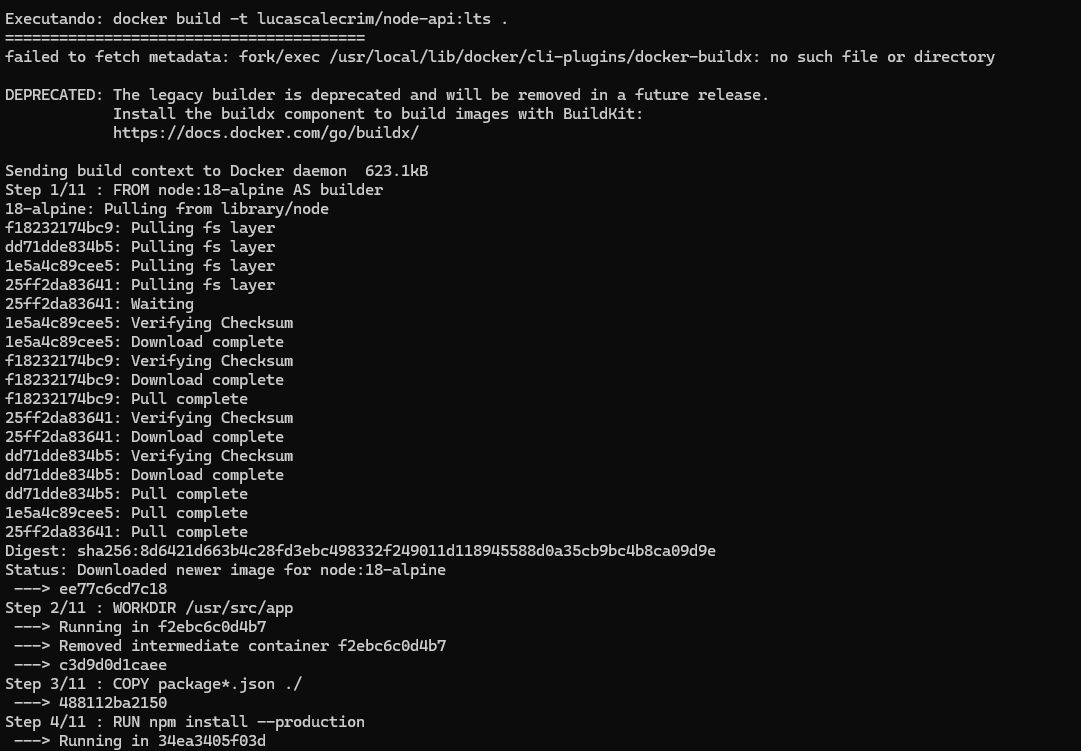 Executando: docker build -t lucascalecrim/node-api:lts .
========================================
failed to fetch metadata: fork/exec /usr/local/lib/docker/cli-plugins/docker-buildx: no such file or directory
DEPRECATED: The legacy builder is deprecated and will be removed in a future release.
Install the buildx component to build images with BuildKit:
https://docs.docker.com/go/buildx/
Sending build context to Docker daemon  623.1kB
Step 1/11 : FROM node:18-alpine AS builder
18-alpine: Pulling from library/node
f18232174bc9: Pulling fs layer
dd71dde834b5: Pulling fs layer
1e5a4c89cee5: Pulling fs layer
25ff2da83641: Pulling fs layer
25ff2da83641: Waiting
1e5a4c89cee5: Verifying Checksum
1e5a4c89cee5: Download complete
f18232174bc9: Verifying Checksum
f18232174bc9: Download complete
f18232174bc9: Pull complete
25ff2da83641: Verifying Checksum
25ff2da83641: Download complete
dd71dde834b5: Verifying Checksum
dd71dde834b5: Download complete
dd71dde834b5: Pull complete
1e5a4c89cee5: Pull complete
25ff2da83641: Pull complete
Digest: sha256:8d6421d663b4c28fd3ebc498332f249011d118945588d0a35cb9bc4b8ca09d9e
Status: Downloaded newer image for node:18-alpine
---> ee77c6cd7c18
Step 2/11 : WORKDIR /usr/src/app
---> Running in f2ebc6c0d4b7
---> Removed intermediate container f2ebc6c0d4b7
---> c3d9d0d1caee
Step 3/11 : COPY package*.json ./
---> 488112ba2150
Step 4/11 : RUN npm install --production
---> Running in 34ea3405f03d